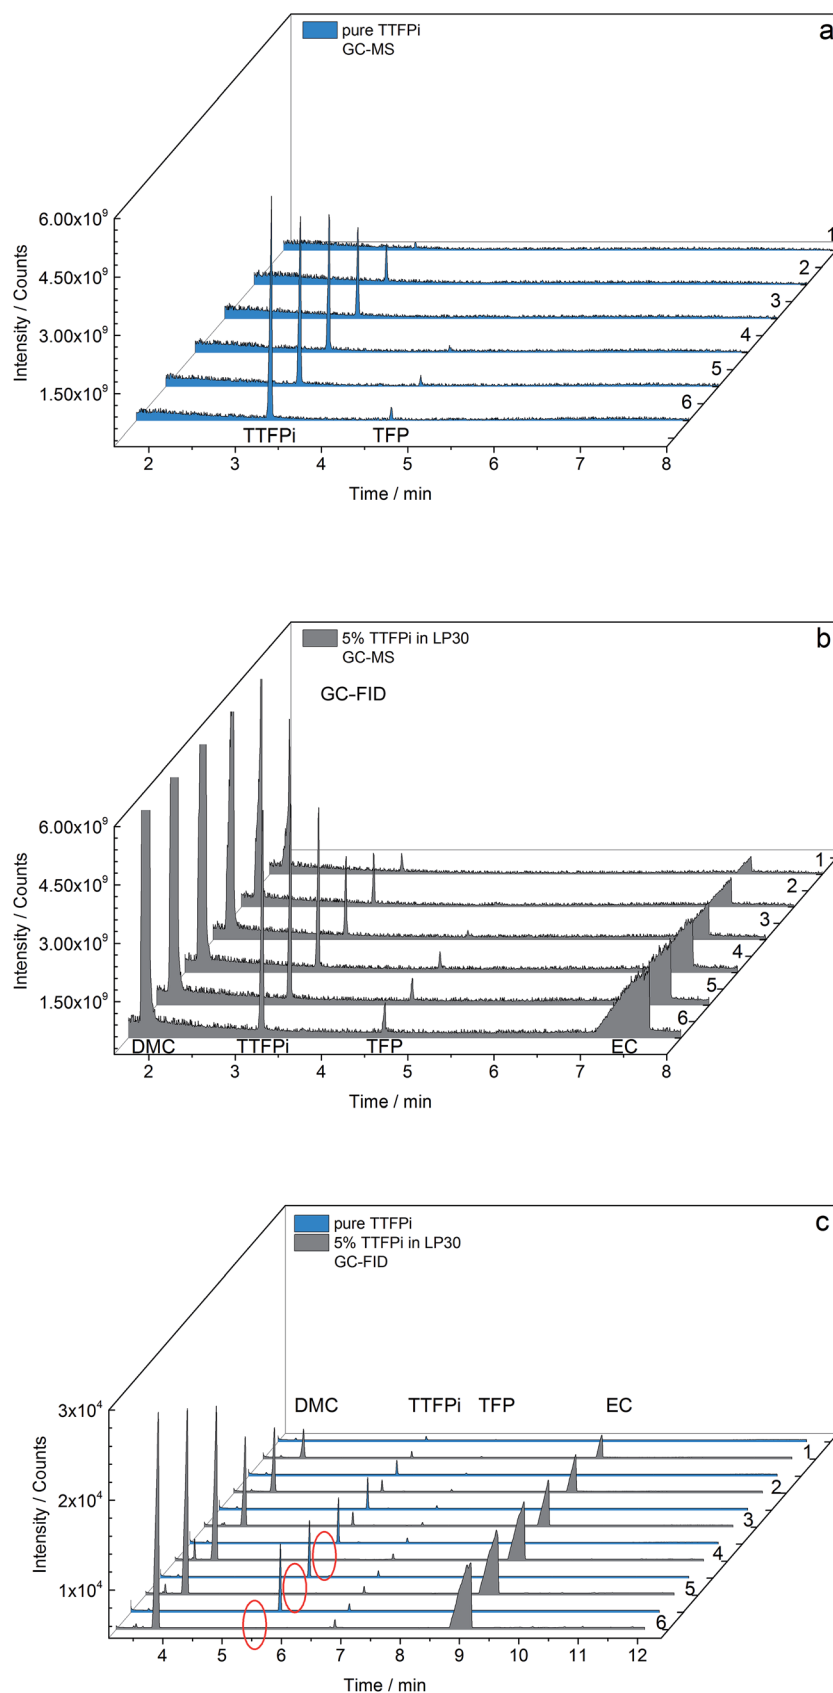 a
pure TTFPi
GC-MS
6.00x10⁹
4.50x10⁹
3.00x10⁹
1.50x10⁹
Intensity / Counts
1
2
3
4
5
6
TTFPi TFP
2 3 4 5 6 7 8
Time / min
b
5% TTFPi in LP30
GC-MS
GC-FID
6.00x10⁹
4.50x10⁹
3.00x10⁹
1.50x10⁹
Intensity / Counts
1
2
3
4
5
6
DMC TTFPi TFP EC
2 3 4 5 6 7 8
Time / min
c
pure TTFPi
5% TTFPi in LP30
GC-FID
DMC TTFPi TFP EC
3x10⁴
2x10⁴
1x10⁴
Intensity / Counts
1
2
3
4
5
6
4 5 6 7 8 9 10 11 12
Time / min